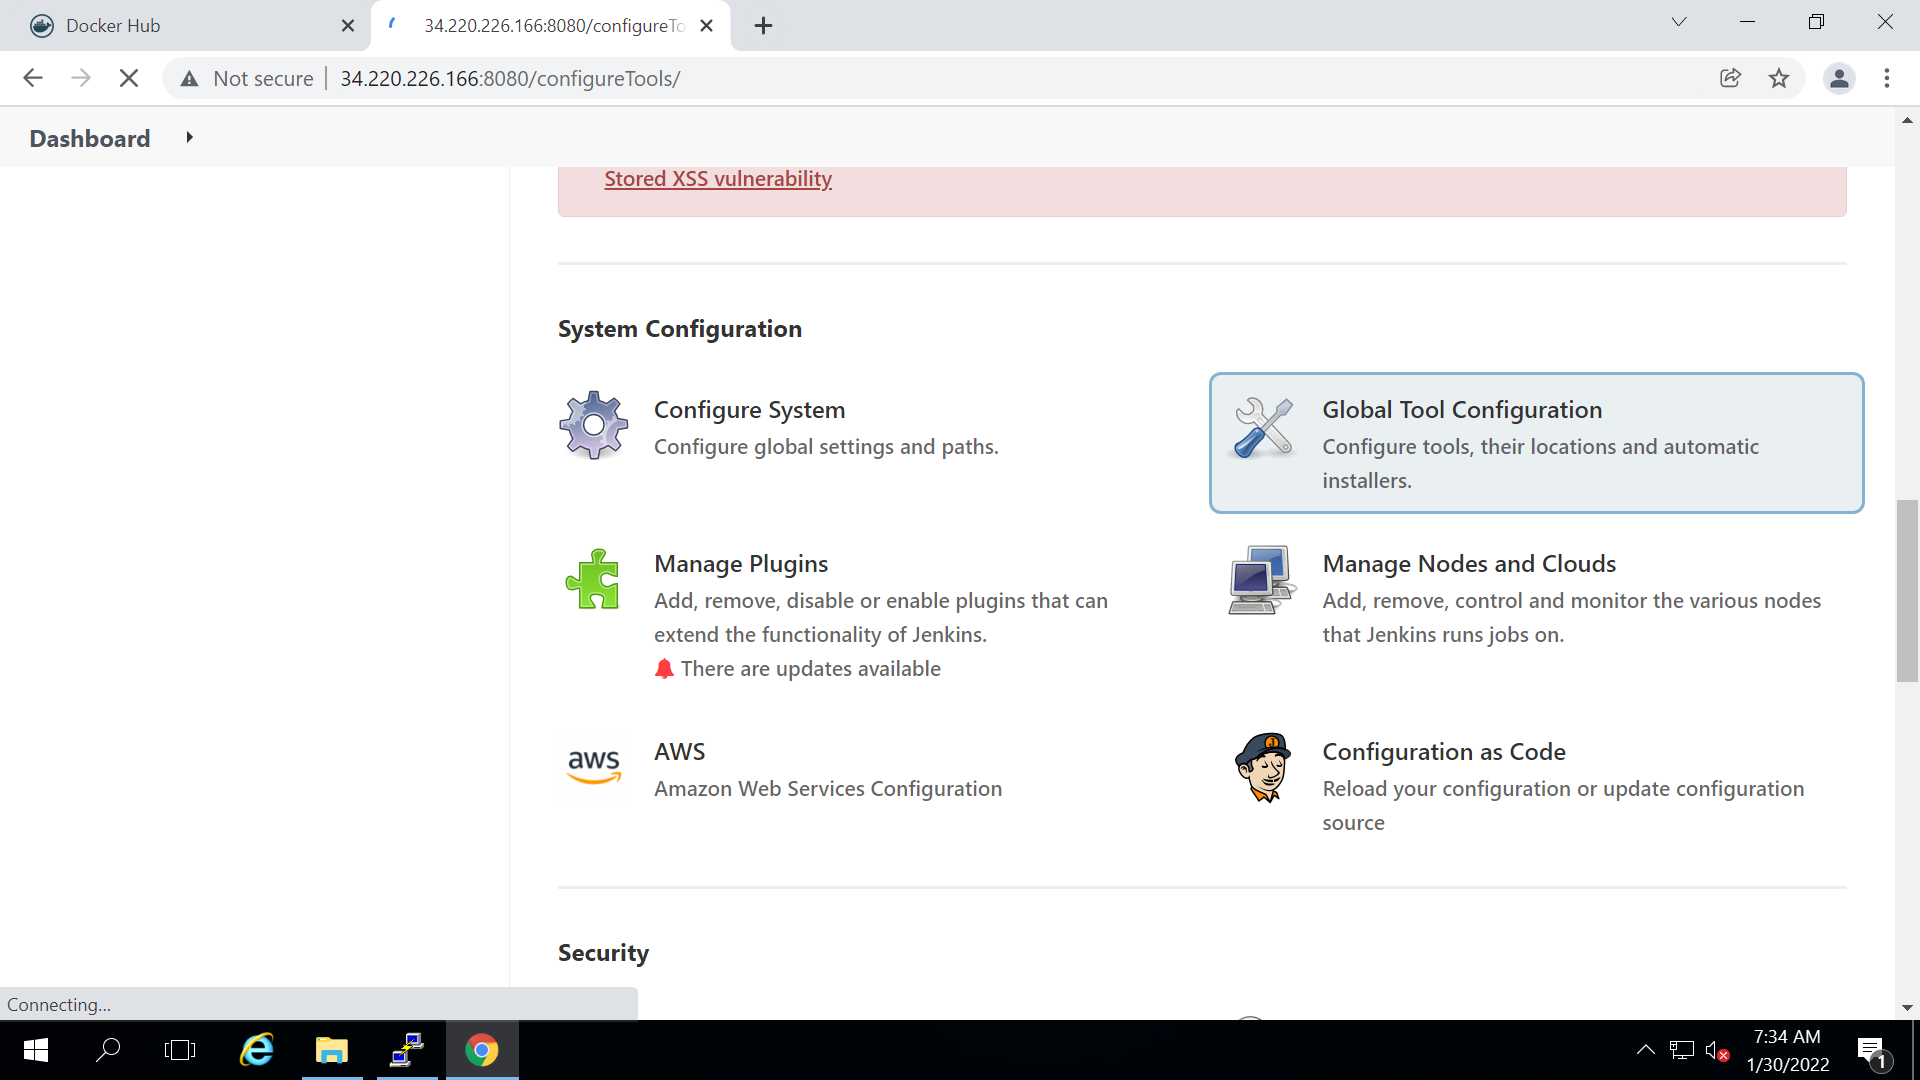 Docker Hub
34.220.226.166:8080/configureTo
Not secure
34.220.226.166:8080/configureTools/
Dashboard
Stored XSS vulnerability
System Configuration
Configure System
Configure global settings and paths.
Global Tool Configuration
Configure tools, their locations and automatic
installers.
Manage Plugins
Add, remove, disable or enable plugins that can
extend the functionality of Jenkins.
There are updates available
Manage Nodes and Clouds
Add, remove, control and monitor the various nodes
that Jenkins runs jobs on.
aws
AWS
Amazon Web Services Configuration
Configuration as Code
Reload your configuration or update configuration
source
Security
Connecting...
7:34 AM
1/30/2022
1